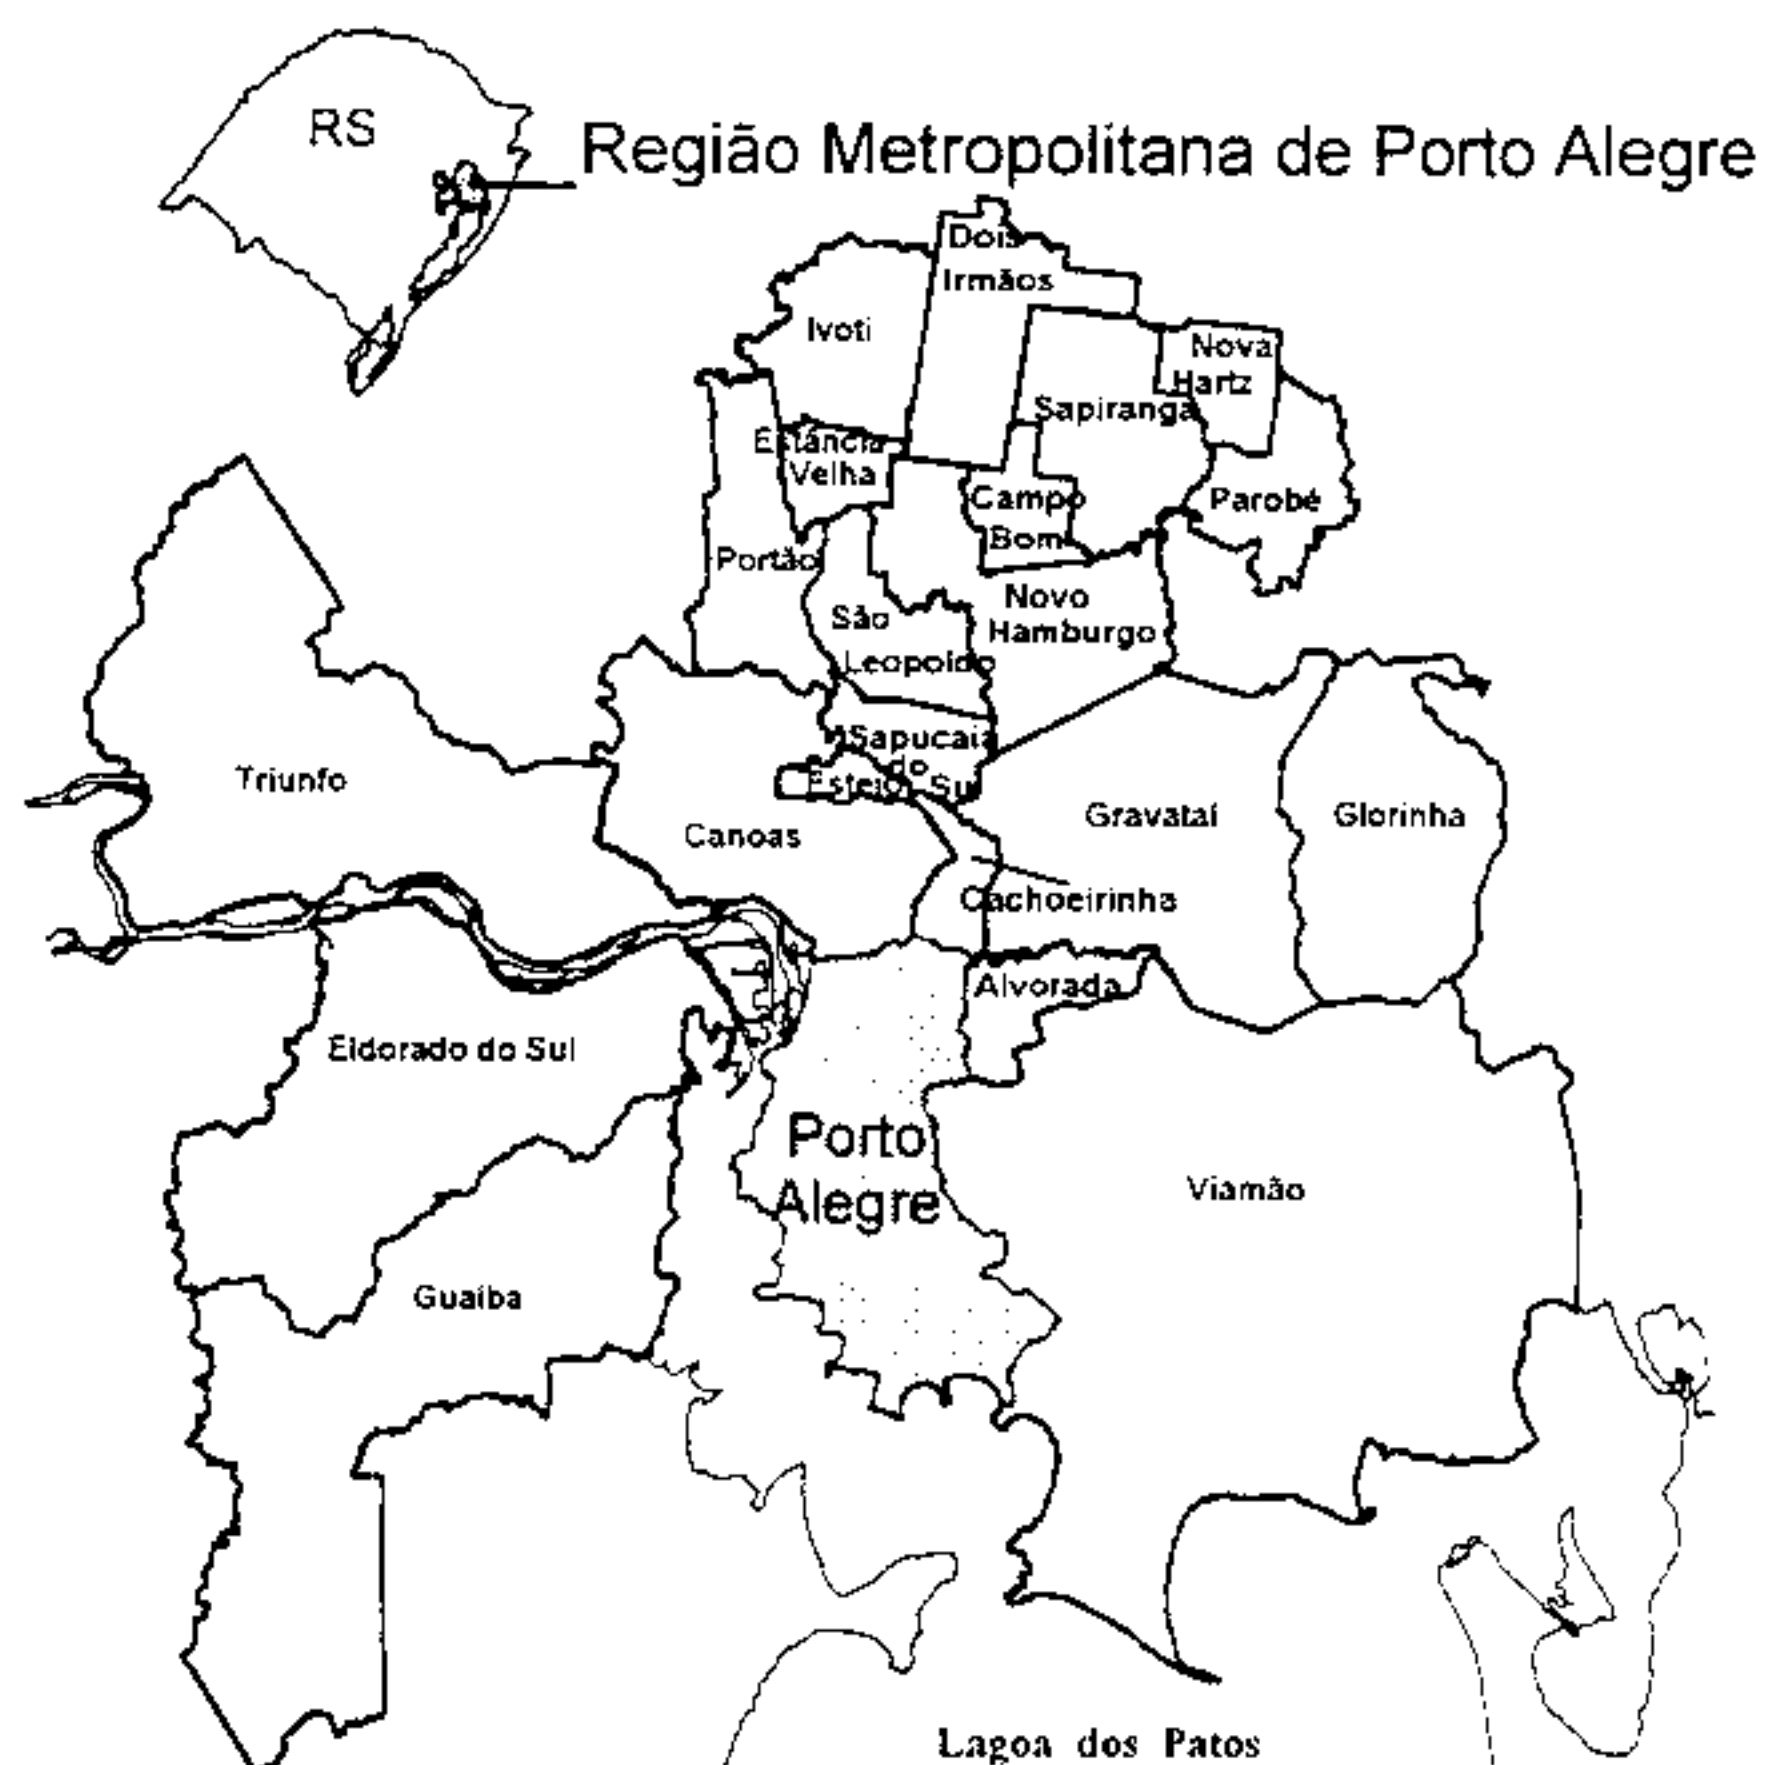 RS
Região Metropolitana de Porto Alegre
Dois
Irmãos
Ivoti
Nova
Hartz
Sapiranga
Estância
Velha
Campo
Bom
Parobé
Portão
Novo
Hamburgo
São
Leopoldo
Sapucaia
do
Sul
Esteio
Triunfo
Canoas
Gravataí
Glorinha
Cachoeirinha
Alvorada
Eldorado do Sul
Porto
Alegre
Viamão
Guaíba
Lagoa dos Patos